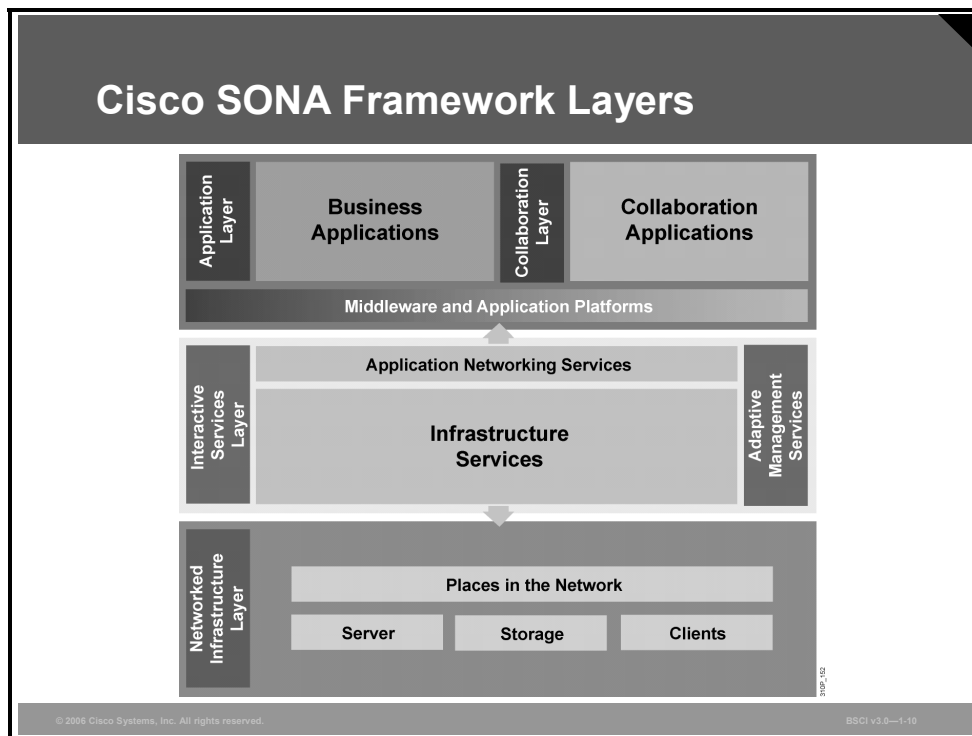 Cisco SONA Framework Layers
Application
Layer
Business
Applications
Collaboration
Layer
Collaboration
Applications
Middleware and Application Platforms
Interactive
Services
Layer
Application Networking Services
Infrastructure
Services
Adaptive
Management
Services
Networked
Infrastructure
Layer
Places in the Network
Server
Storage
Clients
310P_152
© 2006 Cisco Systems, Inc. All rights reserved.
BSCI v3.0—1-10